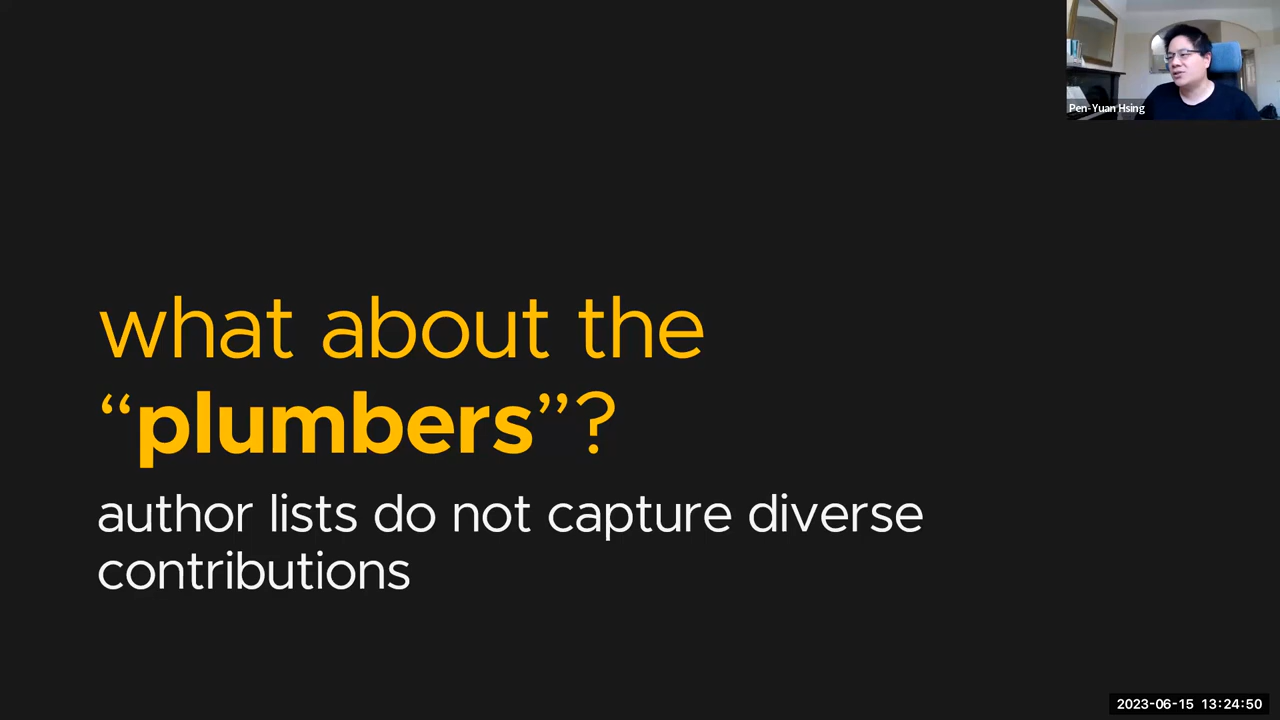 Pen-Yuan Hsing
what about the
“plumbers”?
author lists do not capture diverse
contributions
2023-06-15 13:24:50